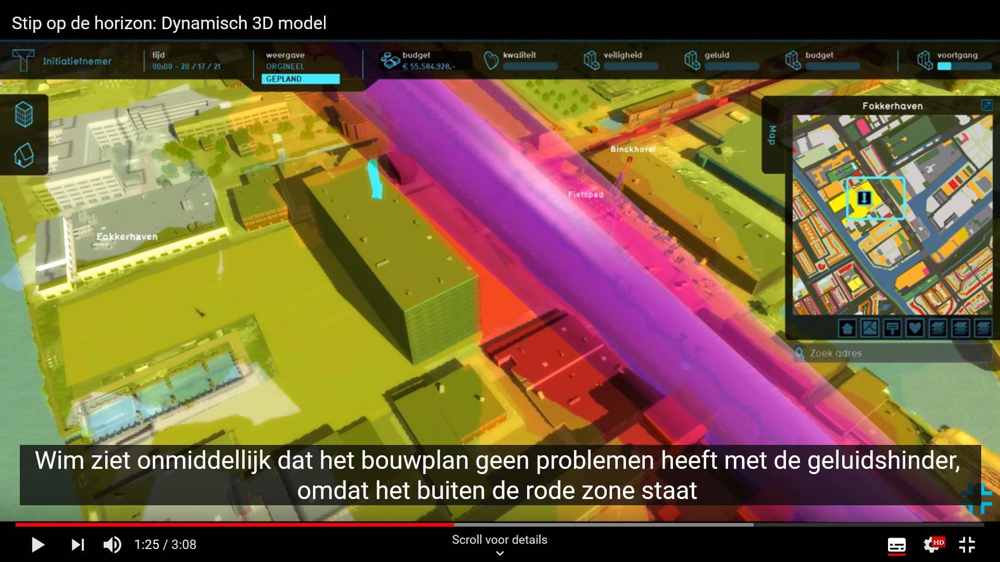 Stip op de horizon: Dynamisch 3D model
Initiatiefnemer
tijd
00:00 - 20 / 17 / 21
weergave
ORGINEEL
GEPLAND
budget
€ 55.584.928,-
kwaliteit
veiligheid
geluid
budget
voortgang
Map
Fokkerhaven
Binckhorst
Fietspad
Fokkerhaven
Zoek adres
Wim ziet onmiddellijk dat het bouwplan geen problemen heeft met de geluidshinder,
omdat het buiten de rode zone staat
1:25 / 3:08
Scroll voor details
HD